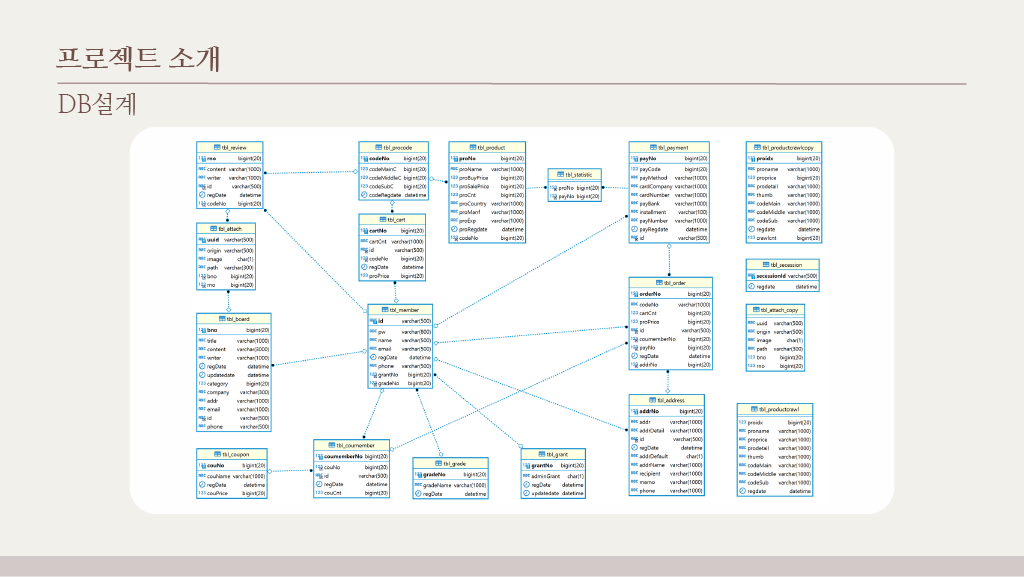 프로젝트 소개
DB설계
tbl_review
rno bigint(20)
content varchar(1000)
writer varchar(1000)
id varchar(500)
regDate datetime
codeNo bigint(20)
tbl_attach
uuid varchar(500)
origin varchar(500)
image char(1)
path varchar(300)
bno bigint(20)
rno bigint(20)
tbl_board
bno bigint(20)
title varchar(1000)
content varchar(2000)
writer varchar(1000)
regDate datetime
updatedate datetime
category bigint(20)
company varchar(300)
addr varchar(1000)
email varchar(1000)
id varchar(500)
phone varchar(500)
tbl_coupon
couNo bigint(20)
couName varchar(1000)
regDate datetime
couPrice bigint(20)
tbl_procode
codeNo bigint(20)
codeMainC bigint(20)
codeMiddleC bigint(20)
codeSubC bigint(20)
codeRegdate datetime
tbl_cart
cartNo bigint(20)
cartCnt varchar(1000)
id varchar(500)
codeNo bigint(20)
regDate datetime
proPrice bigint(20)
tbl_member
id varchar(500)
pw varchar(800)
name varchar(500)
email varchar(500)
regDate datetime
phone varchar(500)
grantNo bigint(20)
gradeNo bigint(20)
tbl_coumember
coumemberNo bigint(20)
couNo bigint(20)
id varchar(500)
regDate datetime
couCnt bigint(20)
tbl_grade
gradeNo bigint(20)
gradeName varchar(1000)
regDate datetime
tbl_grant
grantNo bigint(20)
adminGrant char(1)
regDate datetime
updatedate datetime
tbl_product
proNo bigint(20)
proName varchar(1000)
proBuyPrice bigint(20)
proSalePrice bigint(20)
proCnt bigint(20)
proCountry varchar(1000)
proManf varchar(1000)
proExp varchar(1000)
proRegdate datetime
codeNo bigint(20)
tbl_statistic
proNo bigint(20)
payNo bigint(20)
tbl_payment
payNo bigint(20)
payCode bigint(20)
payMethod varchar(1000)
cardCompany varchar(1000)
cardNumber varchar(1000)
payBank varchar(1000)
installment varchar(100)
payNumber varchar(1000)
payRegdate datetime
id varchar(500)
tbl_order
orderNo bigint(20)
codeNo varchar(1000)
cartCnt bigint(20)
proPrice bigint(20)
id varchar(500)
coumemberNo bigint(20)
payNo bigint(20)
regDate datetime
addrNo bigint(20)
tbl_address
addrNo bigint(20)
addr varchar(1000)
addrDetail varchar(1000)
id varchar(500)
regDate datetime
addrDefault char(1)
addrName varchar(1000)
recipient varchar(1000)
memo varchar(1000)
phone varchar(1000)
tbl_productcrawlcopy
proidx bigint(20)
proname varchar(1000)
proprice bigint(20)
prodetail varchar(1000)
thumb varchar(1000)
codeMain varchar(1000)
codeMiddle varchar(1000)
codeSub varchar(1000)
regdate datetime
crawlcnt bigint(20)
tbl_secession
secessionId varchar(500)
regdate datetime
tbl_attach_copy
uuid varchar(500)
origin varchar(500)
image char(1)
path varchar(300)
bno bigint(20)
rno bigint(20)
tbl_productcrawl
proidx bigint(20)
proname varchar(1000)
proprice varchar(1000)
prodetail varchar(1000)
thumb varchar(1000)
codeMain varchar(1000)
codeMiddle varchar(1000)
codeSub varchar(1000)
regdate datetime